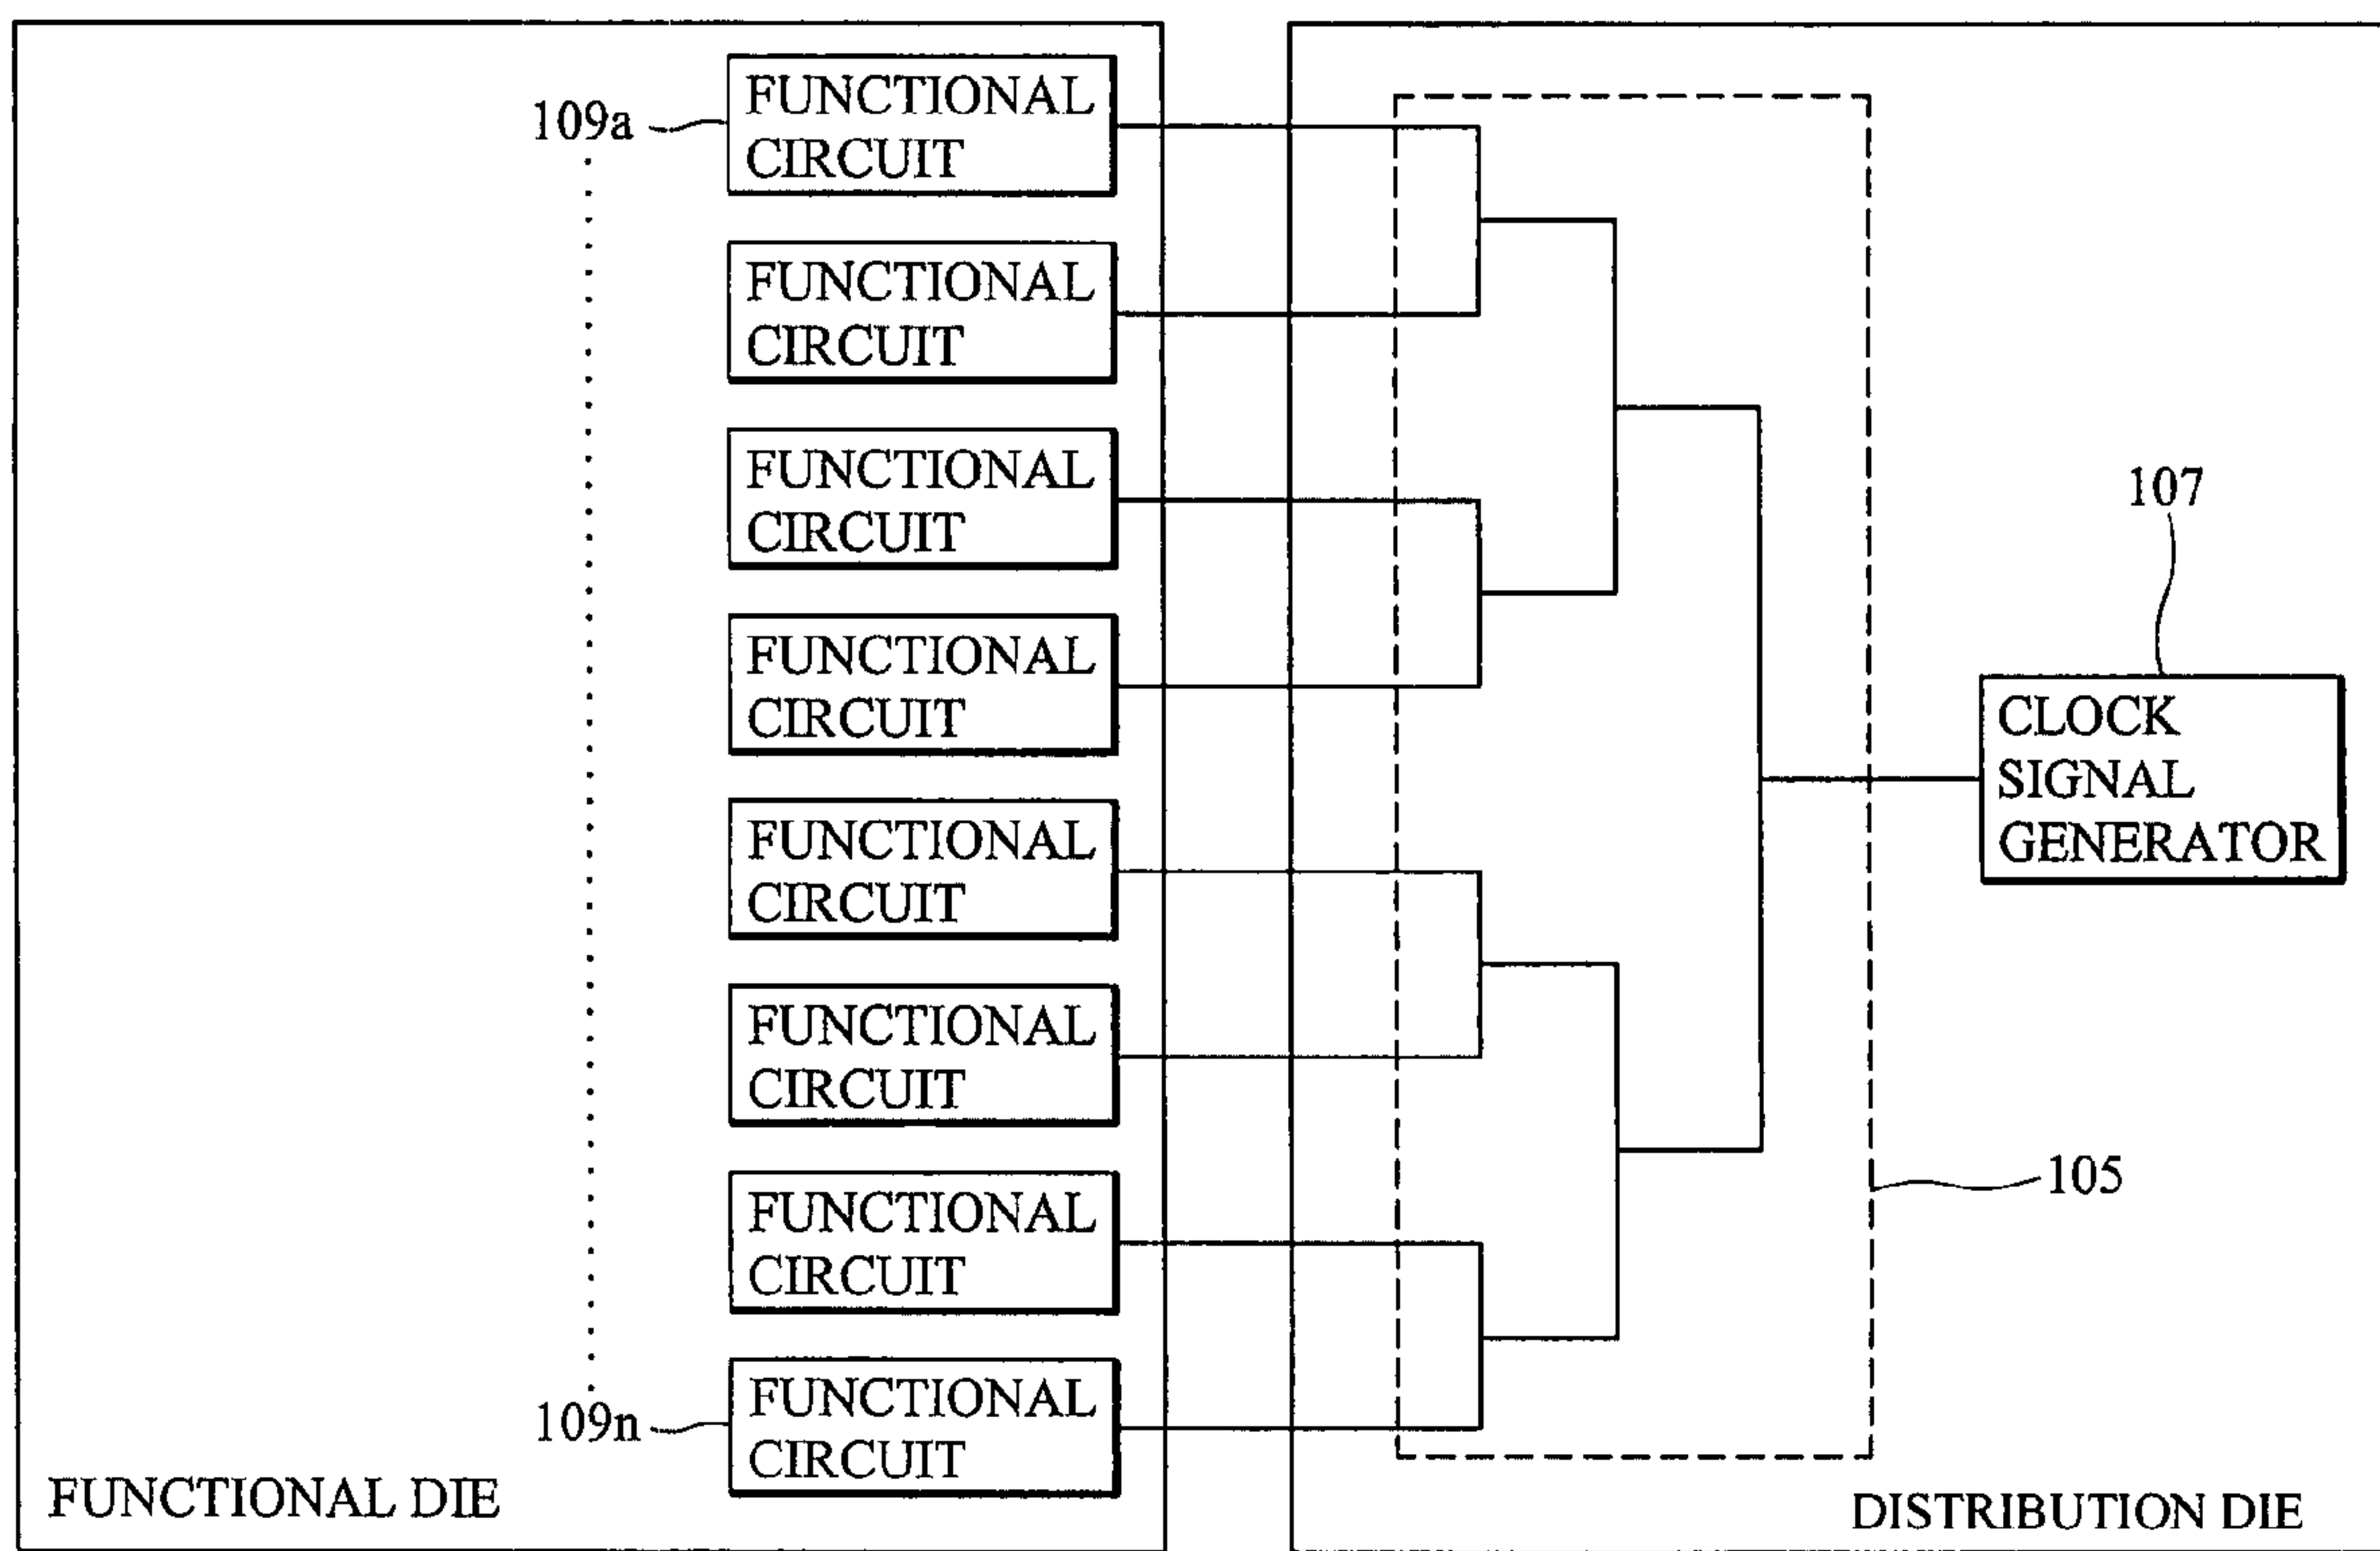 109a
FUNCTIONAL
CIRCUIT
FUNCTIONAL
CIRCUIT
FUNCTIONAL
CIRCUIT
FUNCTIONAL
CIRCUIT
FUNCTIONAL
CIRCUIT
FUNCTIONAL
CIRCUIT
FUNCTIONAL
CIRCUIT
109n
FUNCTIONAL
CIRCUIT
FUNCTIONAL DIE
107
CLOCK
SIGNAL
GENERATOR
105
DISTRIBUTION DIE